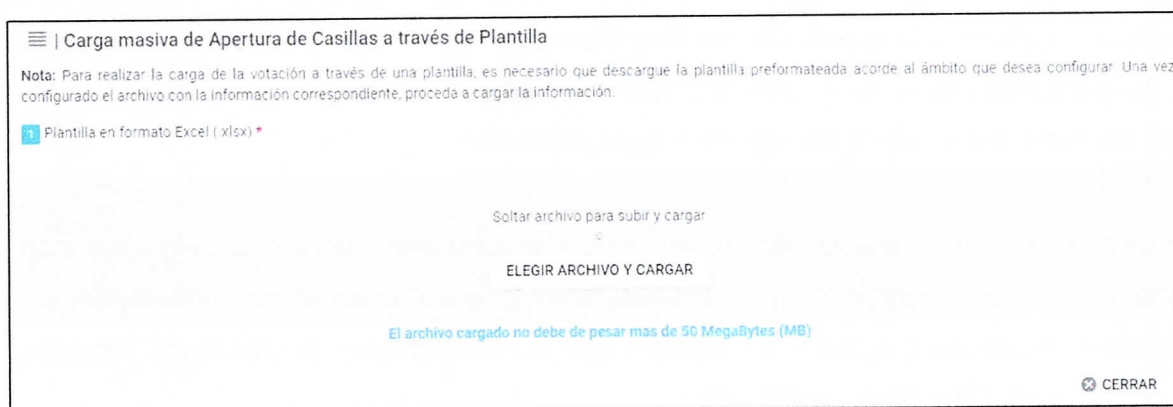 | Carga masiva de Apertura de Casillas a través de Plantilla
Nota: Para realizar la carga de la votación a través de una plantilla, es necesario que descargue la plantilla preformateada acorde al ámbito que desea configurar. Una vez
configurado el archivo con la información correspondiente, proceda a cargar la información.
1 Plantilla en formato Excel (.xlsx) *
Soltar archivo para subir y cargar
o
ELEGIR ARCHIVO Y CARGAR
El archivo cargado no debe de pesar mas de 50 MegaBytes (MB)
CERRAR